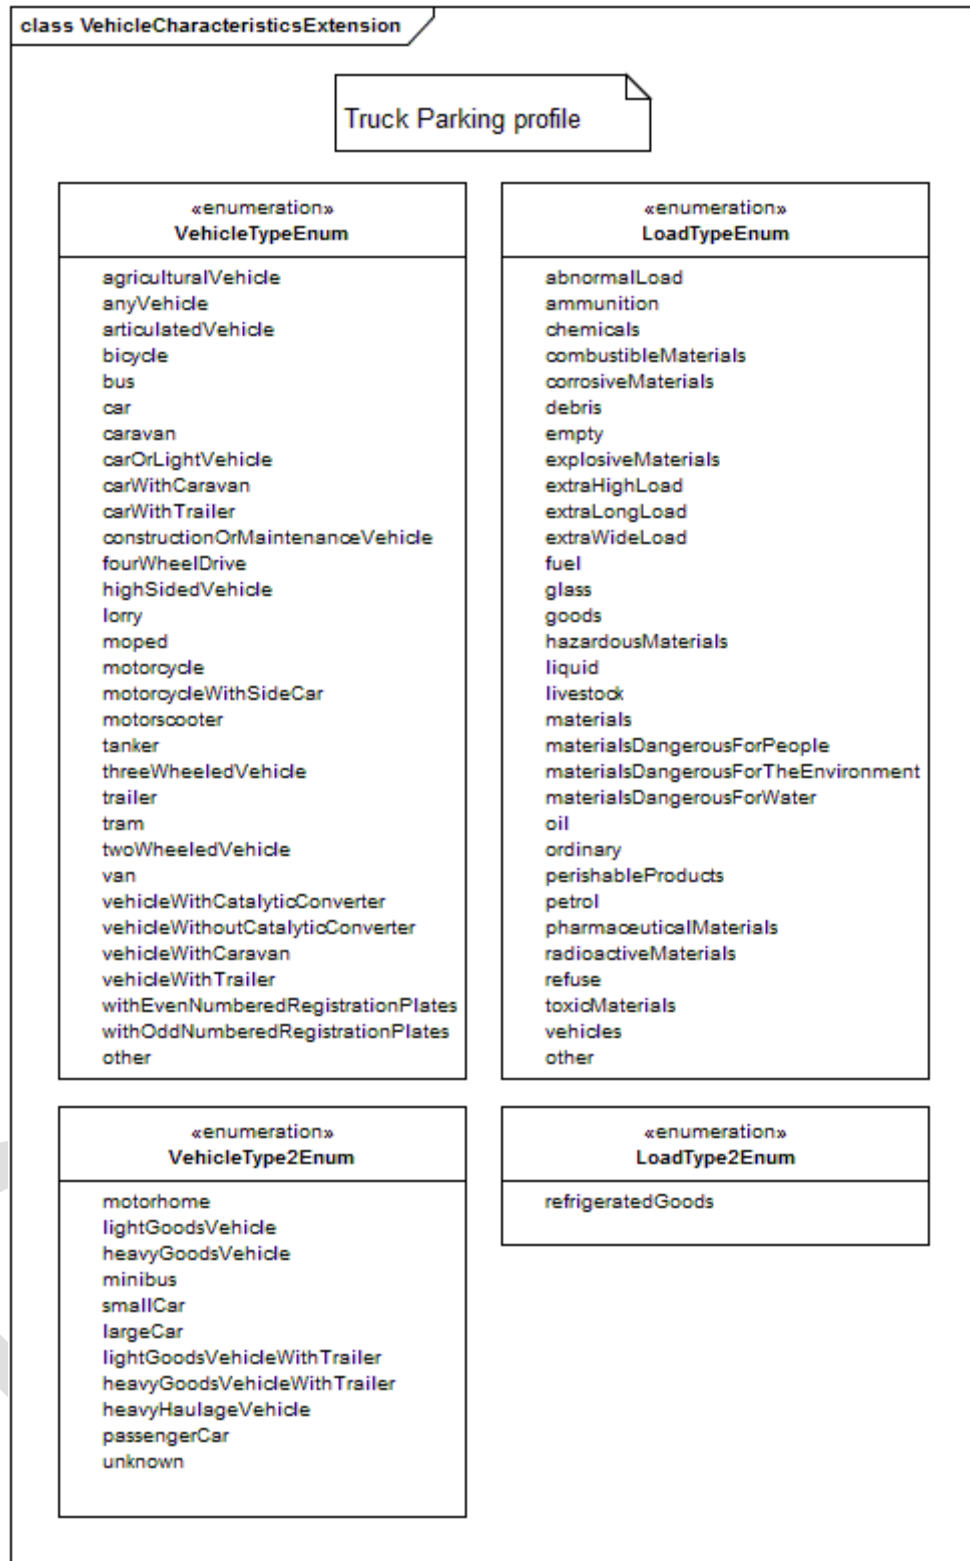 class VehicleCharacteristicsExtension
Truck Parking profile
«enumeration»
VehicleTypeEnum
agriculturalVehicle
anyVehicle
articulatedVehicle
bicycle
bus
car
caravan
carOrLightVehicle
carWithCaravan
carWithTrailer
constructionOrMaintenanceVehicle
fourWheelDrive
highSidedVehicle
lorry
moped
motorcycle
motorcycleWithSideCar
motorscooter
tanker
threeWheeledVehicle
trailer
tram
twoWheeledVehicle
van
vehicleWithCatalyticConverter
vehicleWithoutCatalyticConverter
vehicleWithCaravan
vehicleWithTrailer
withEvenNumberedRegistrationPlates
withOddNumberedRegistrationPlates
other
«enumeration»
LoadTypeEnum
abnormalLoad
ammunition
chemicals
combustibleMaterials
corrosiveMaterials
debris
empty
explosiveMaterials
extraHighLoad
extraLongLoad
extraWideLoad
fuel
glass
goods
hazardousMaterials
liquid
livestock
materials
materialsDangerousForPeople
materialsDangerousForTheEnvironment
materialsDangerousForWater
oil
ordinary
perishableProducts
petrol
pharmaceuticalMaterials
radioactiveMaterials
refuse
toxicMaterials
vehicles
other
«enumeration»
VehicleType2Enum
motorhome
lightGoodsVehicle
heavyGoodsVehicle
minibus
smallCar
largeCar
lightGoodsVehicleWithTrailer
heavyGoodsVehicleWithTrailer
heavyHaulageVehicle
passengerCar
unknown
«enumeration»
LoadType2Enum
refrigeratedGoods